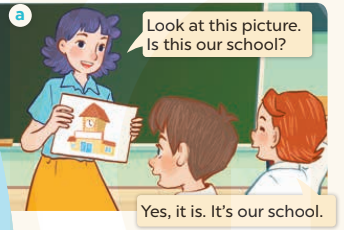 a
Look at this picture.
Is this our school?
Yes, it is. It's our school.